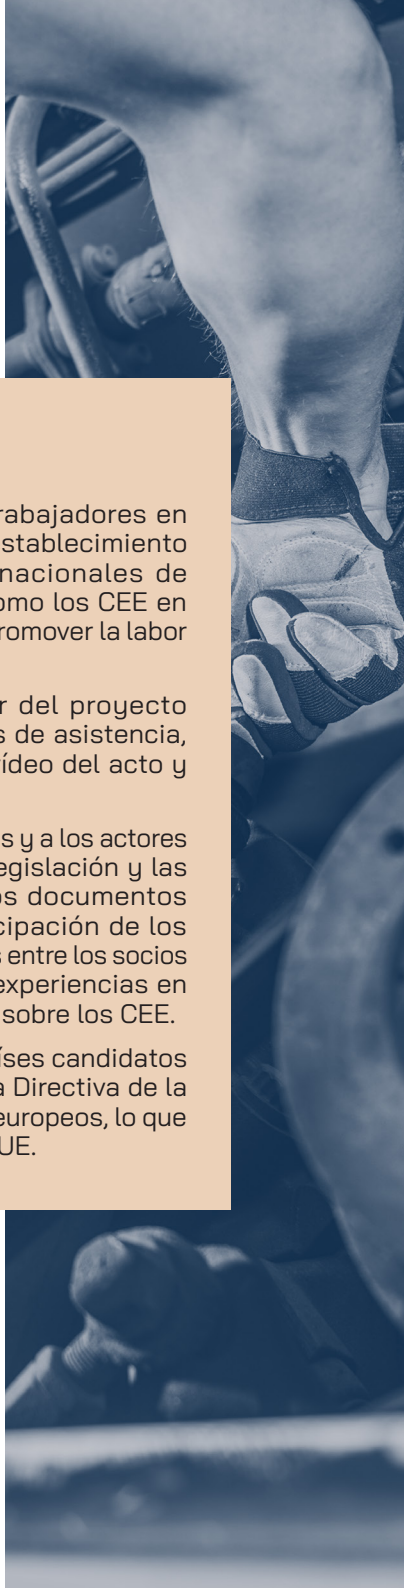 rabajadores en
stablecimiento
nacionales de
omo los CEE en
romover la labor
r del proyecto
s de asistencia,
ídeo del acto y
s y a los actores
egislación y las
os documentos
cipación de los
s entre los socios
experiencias en
sobre los CEE.
íses candidatos
a Directiva de la
europeos, lo que
UE.